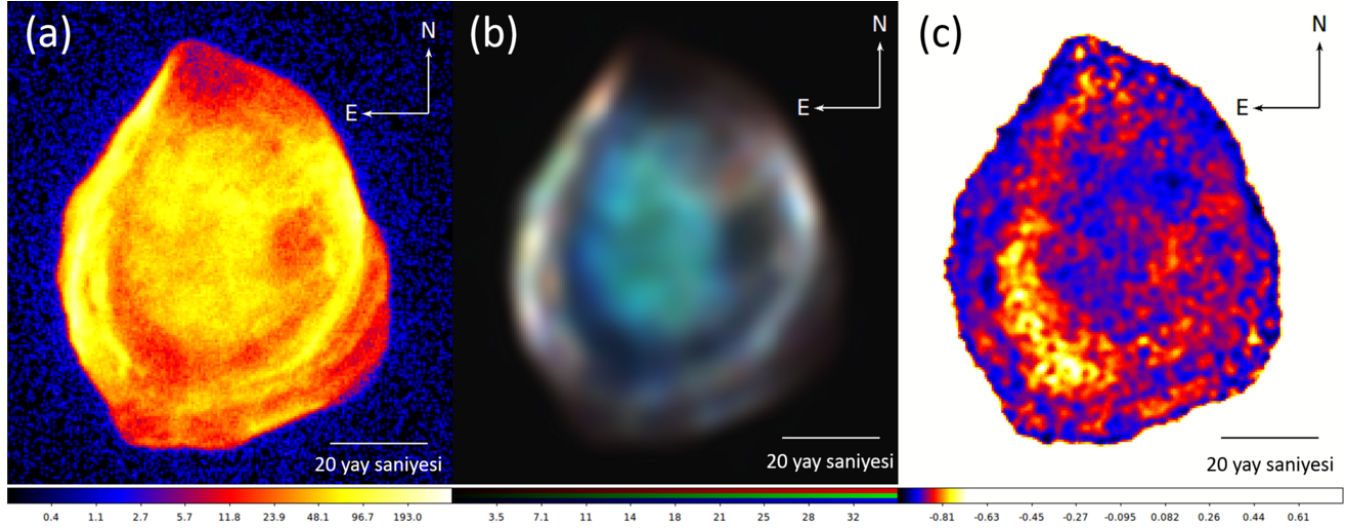 (a)
N
E
20 yay saniyesi
(b)
N
E
20 yay saniyesi
(c)
N
E
20 yay saniyesi
0.4 1.1 2.7 5.7 11.8 23.9 48.1 96.7 193.0
3.5 7.1 11 14 18 21 25 28 32
-0.81 -0.63 -0.45 -0.27 -0.095 0.082 0.26 0.44 0.61